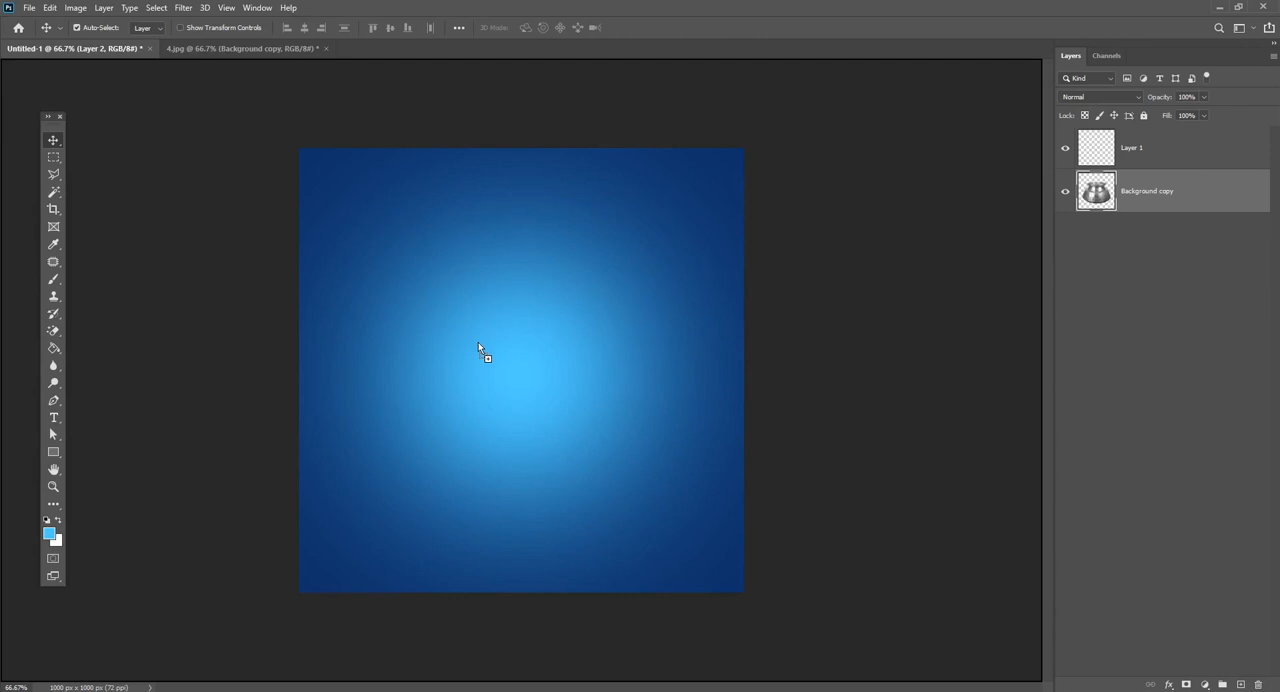 Ps File Edit Image Layer Type Select Filter 3D View Window Help
Auto-Select: Layer Show Transform Controls ••• 3D Mode:
Untitled-1 @ 66.7% (Layer 2, RGB/8#) * × 4.jpg @ 66.7% (Background copy, RGB/8#) * ×
Layers Channels
Kind
Normal Opacity: 100%
Lock: Fill: 100%
Layer 1
Background copy
T
66.67% 1000 px x 1000 px (72 ppi)
fx